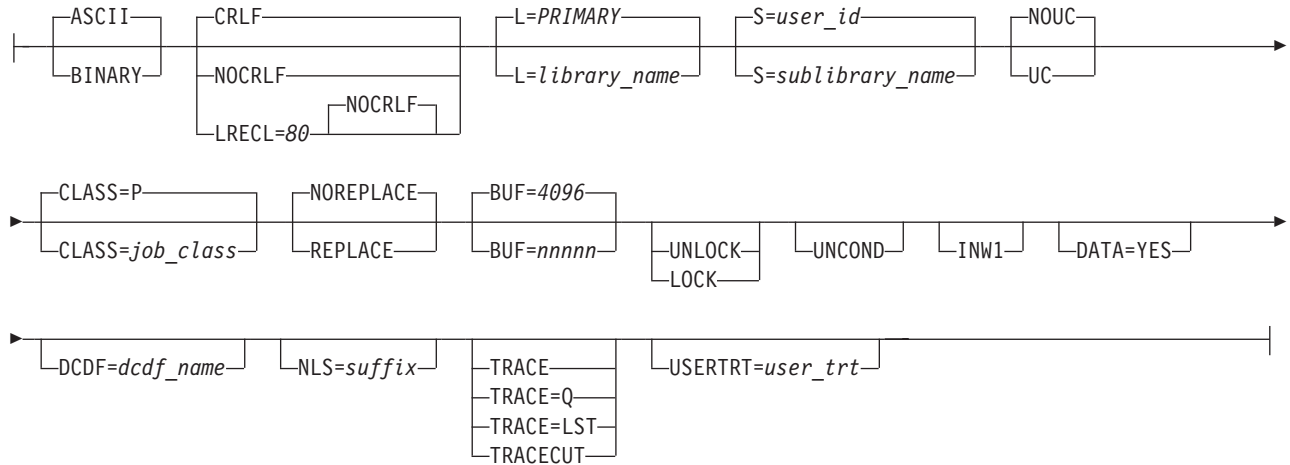 ASCII CRLF L=PRIMARY S=user_id NOUC
BINARY NOCRLF L=library_name S=sublibrary_name UC
NOCRLF
LRECL=80
CLASS=P NOREPLACE BUF=4096
CLASS=job_class REPLACE BUF=nnnnn UNLOCK UNCOND INW1 DATA=YES
LOCK
DCDF=dcdf_name NLS=suffix TRACE USERTRT=user_trt
TRACE=Q
TRACE=LST
TRACECUT